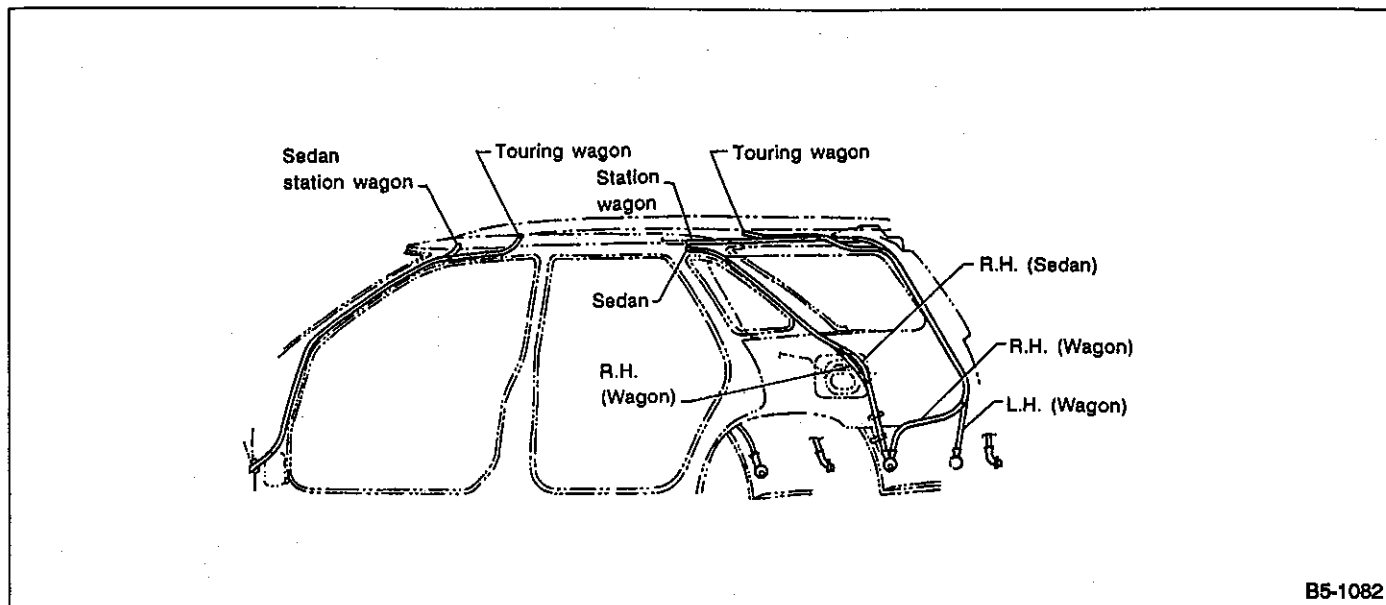 Sedan
station wagon
Touring wagon
Station
wagon
Touring wagon
Sedan
R.H. (Sedan)
R.H.
(Wagon)
R.H. (Wagon)
L.H. (Wagon)
B5-1082